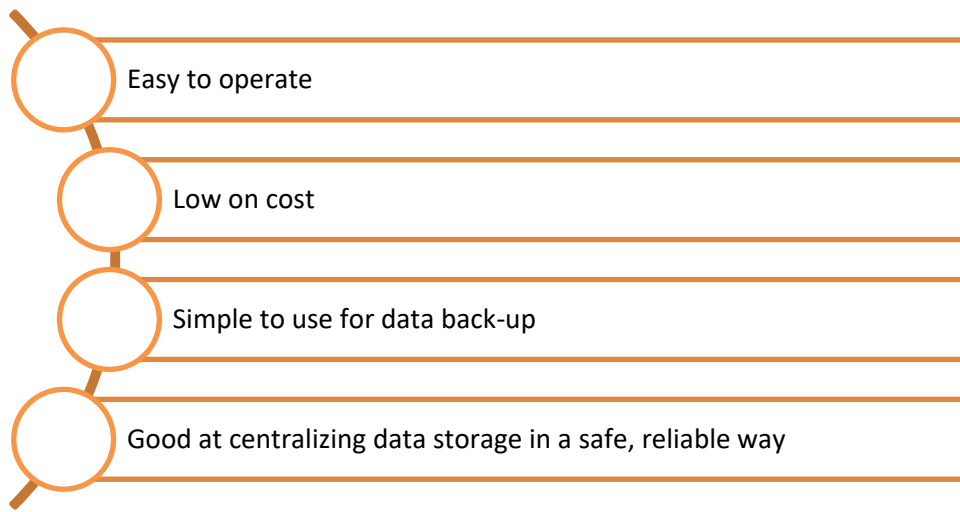 Easy to operate
Low on cost
Simple to use for data back-up
Good at centralizing data storage in a safe, reliable way